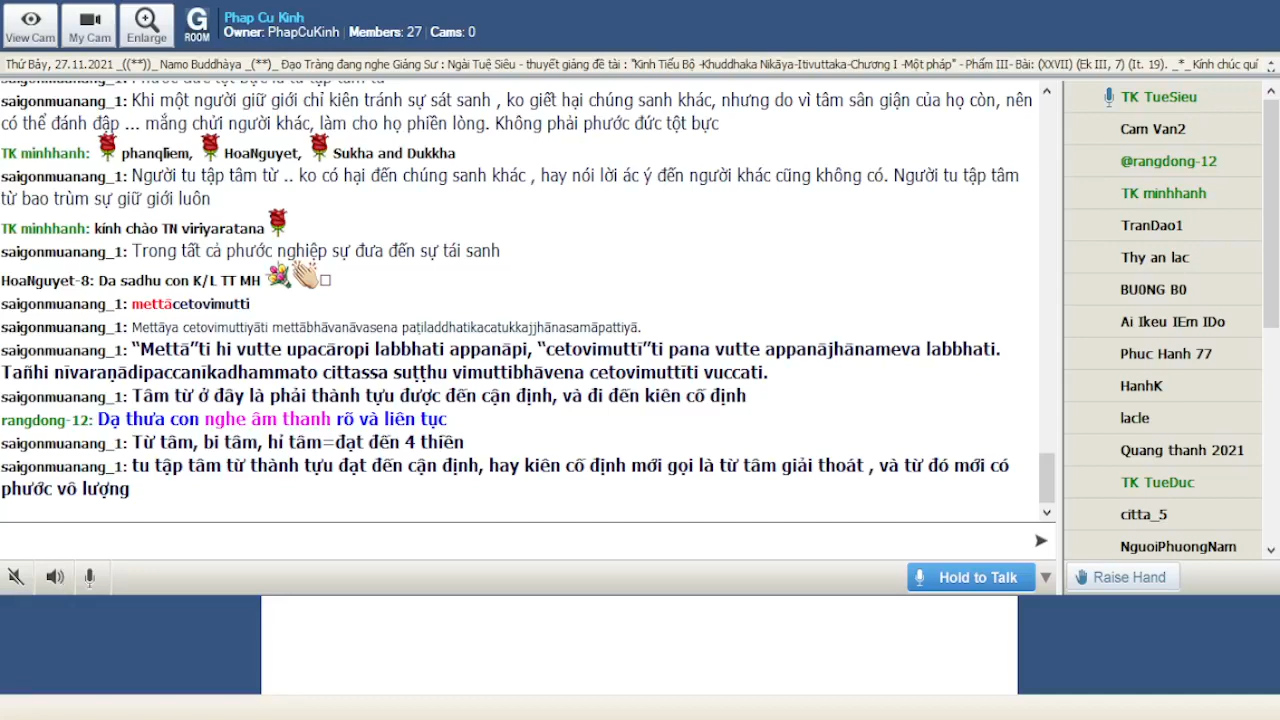 Phap Cu Kinh
Owner: PhapCuKinh | Members: 27 | Cams: 0
View Cam
My Cam
Enlarge
G
ROOM
Thứ Bảy, 27.11.2021 _((**))_ Namo Buddhàya _(**)_ Đạo Tràng đang nghe Giảng Sư : Ngài Tuệ Siêu - thuyết giảng đề tài : "Kinh Tiểu Bộ -Khuddhaka Nikāya-Itivuttaka-Chương I -Một pháp" - Phẩm III- Bài: (XXVII) (Ek III, 7) (It. 19). _*_ Kính chúc quí
saigonmuanang_1: Khi một người giữ giới chỉ kiên tránh sự sát sanh , ko giết hại chúng sanh khác, nhưng do vì tâm sân giận của họ còn, nên
có thể đánh đập ... mắng chửi người khác, làm cho họ phiền lòng. Không phải phước đức tột bực
TK minhhanh: phanqliem, HoaNguyet, Sukha and Dukkha
saigonmuanang_1: Người tu tập tâm từ .. ko có hại đến chúng sanh khác , hay nói lời ác ý đến người khác cũng không có. Người tu tập tâm
từ bao trùm sự giữ giới luôn
TK minhhanh: kính chào TN viriyaratana
saigonmuanang_1: Trong tất cả phước nghiệp sự đưa đến sự tái sanh
HoaNguyet-8: Da sadhu con K/L TT MH
saigonmuanang_1: mettācetovimutti
saigonmuanang_1: Mettāya cetovimuttiyāti mettābhāvanāvasena paṭiladdhatikacatukkajjhānasamāpattiyā.
saigonmuanang_1: “Mettā”ti hi vutte upacāropi labbhati appanāpi, “cetovimuttī”ti pana vutte appanājhānameva labbhati.
Tañhi nīvaraṇādipaccanīkadhammato cittassa suṭṭhu vimuttibhāvena cetovimuttīti vuccati.
saigonmuanang_1: Tâm từ ở đây là phải thành tựu được đến cận định, và đi đến kiên cố định
rangdong-12: Dạ thưa con nghe âm thanh rõ và liên tục
saigonmuanang_1: Từ tâm, bi tâm, hỉ tâm=đạt đến 4 thiền
saigonmuanang_1: tu tập tâm từ thành tựu đạt đến cận định, hay kiên cố định mới gọi là từ tâm giải thoát , và từ đó mới có
phước vô lượng
TK TueSieu
Cam Van2
@rangdong-12
TK minhhanh
TranDao1
Thy an lac
BU0NG B0
Ai Ikeu IEm IDo
Phuc Hanh 77
HanhK
lacle
Quang thanh 2021
TK TueDuc
citta_5
NguoiPhuongNam
Hold to Talk
Raise Hand